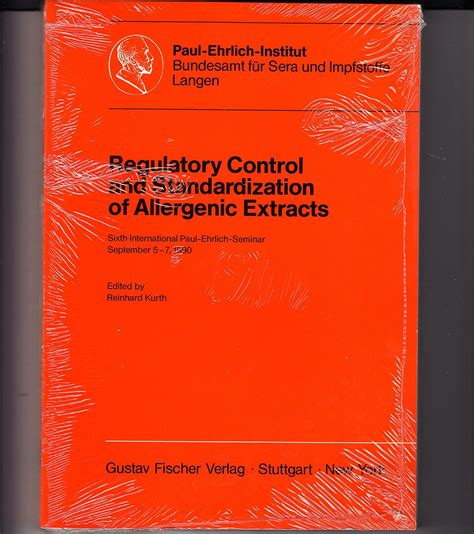 Paul-Ehrlich-Institut
Bundesamt für Sera und Impfstoffe
Langen
Regulatory Control
and Standardization
of Allergenic Extracts
Sixth International Paul-Ehrlich-Seminar
September 5–7, 1990
Edited by
Reinhard Kurth
Gustav Fischer Verlag · Stuttgart · New York